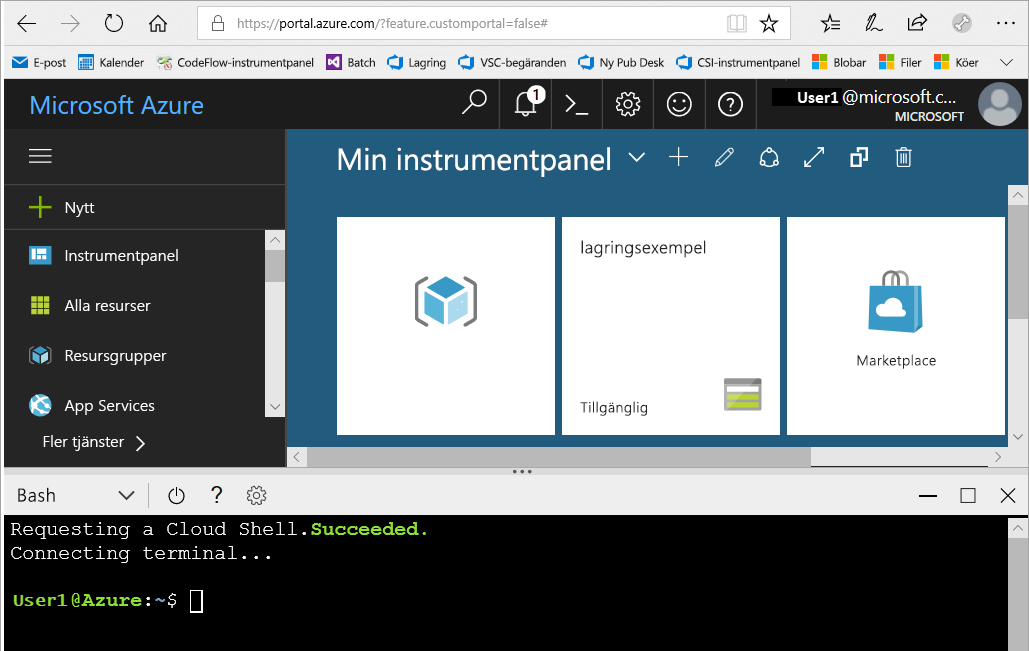 https://portal.azure.com/?feature.customportal=false#
E-post Kalender CodeFlow-instrumentpanel Batch Lagring VSC-begäranden Ny Pub Desk CSI-instrumentpanel Blobar Filer Köer
Microsoft Azure
1
User1 @microsoft.c...
MICROSOFT
Min instrumentpanel
Nytt
Instrumentpanel
Alla resurser
Resursgrupper
App Services
Fler tjänster
lagringsexempel
Tillgänglig
Marketplace
Bash
Requesting a Cloud Shell.Succeeded.
Connecting terminal...
User1@Azure:~$